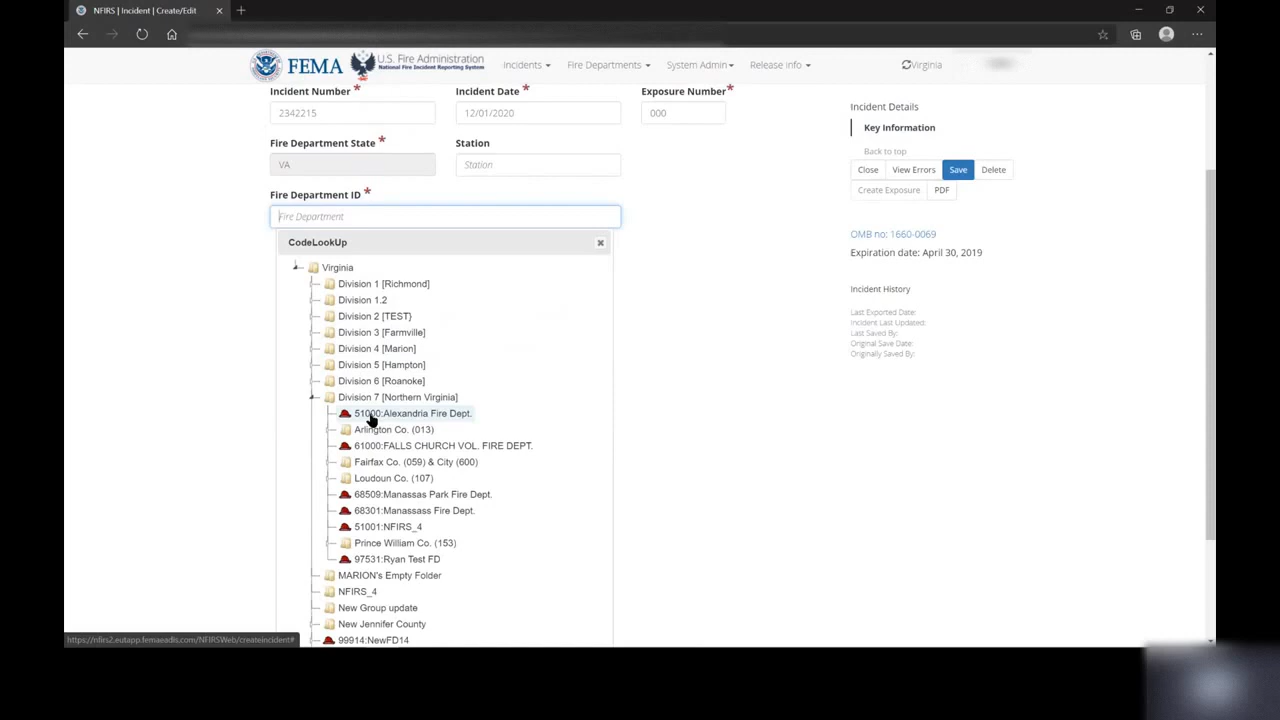 NFIRS | Incident | Create/Edit
FEMA
U.S. Fire Administration
National Fire Incident Reporting System
Incidents
Fire Departments
System Admin
Release Info
Virginia
Incident Number *
Incident Date *
Exposure Number *
2342215
12/01/2020
000
Fire Department State *
Station
VA
Station
Fire Department ID *
Fire Department
CodeLookUp
Virginia
Division 1 [Richmond]
Division 1.2
Division 2 [TEST}
Division 3 [Farmville]
Division 4 [Marion]
Division 5 [Hampton]
Division 6 [Roanoke]
Division 7 [Northern Virginia]
51000:Alexandria Fire Dept.
Arlington Co. (013)
61000:FALLS CHURCH VOL. FIRE DEPT.
Fairfax Co. (059) & City (600)
Loudoun Co. (107)
68509:Manassas Park Fire Dept.
68301:Manassass Fire Dept.
51001:NFIRS_4
Prince William Co. (153)
97531:Ryan Test FD
MARION's Empty Folder
NFIRS_4
New Group update
New Jennifer County
99914:NewFD14
Incident Details
Key Information
Back to top
Close
View Errors
Save
Delete
Create Exposure
PDF
OMB no: 1660-0069
Expiration date: April 30, 2019
Incident History
Last Exported Date:
Incident Last Updated:
Last Saved By:
Original Save Date:
Originally Saved By:
https://nfirs2.eutapp.femaeadis.com/NFIRSWeb/createincident#